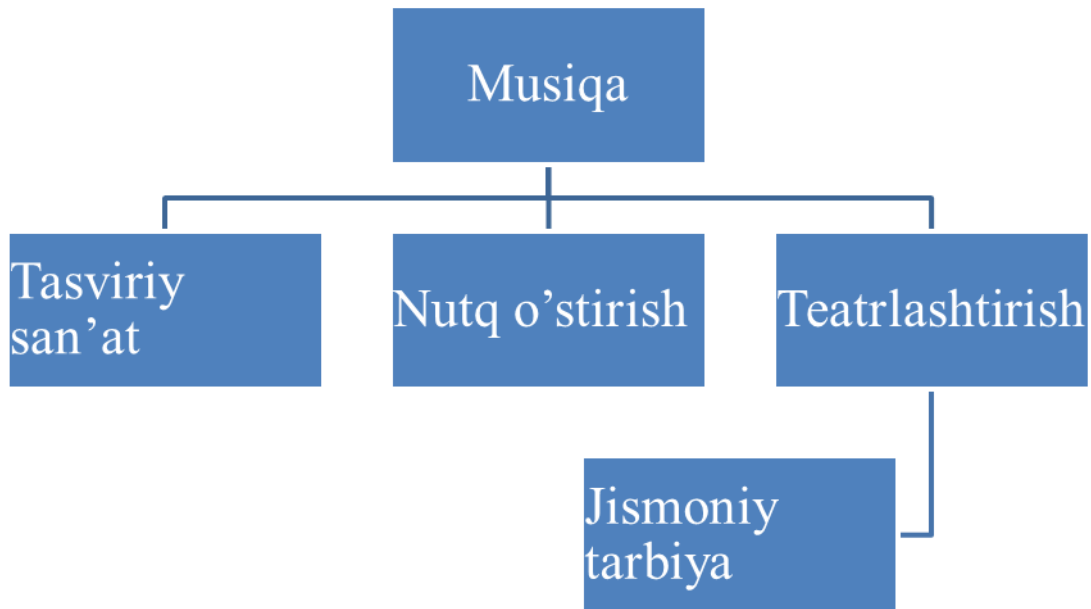 Musiqa
Tasviriy
san’at
Nutq o’stirish
Teatrlashtirish
Jismoniy
tarbiya